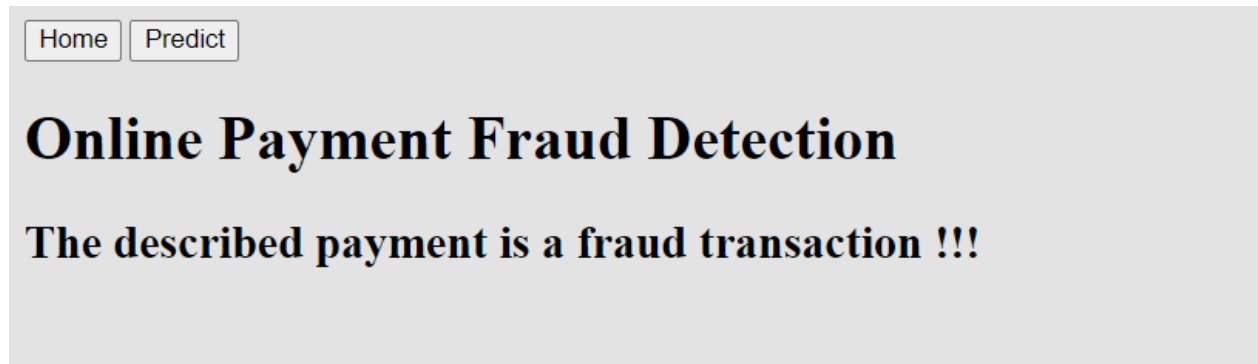 Home Predict
Online Payment Fraud Detection
The described payment is a fraud transaction !!!